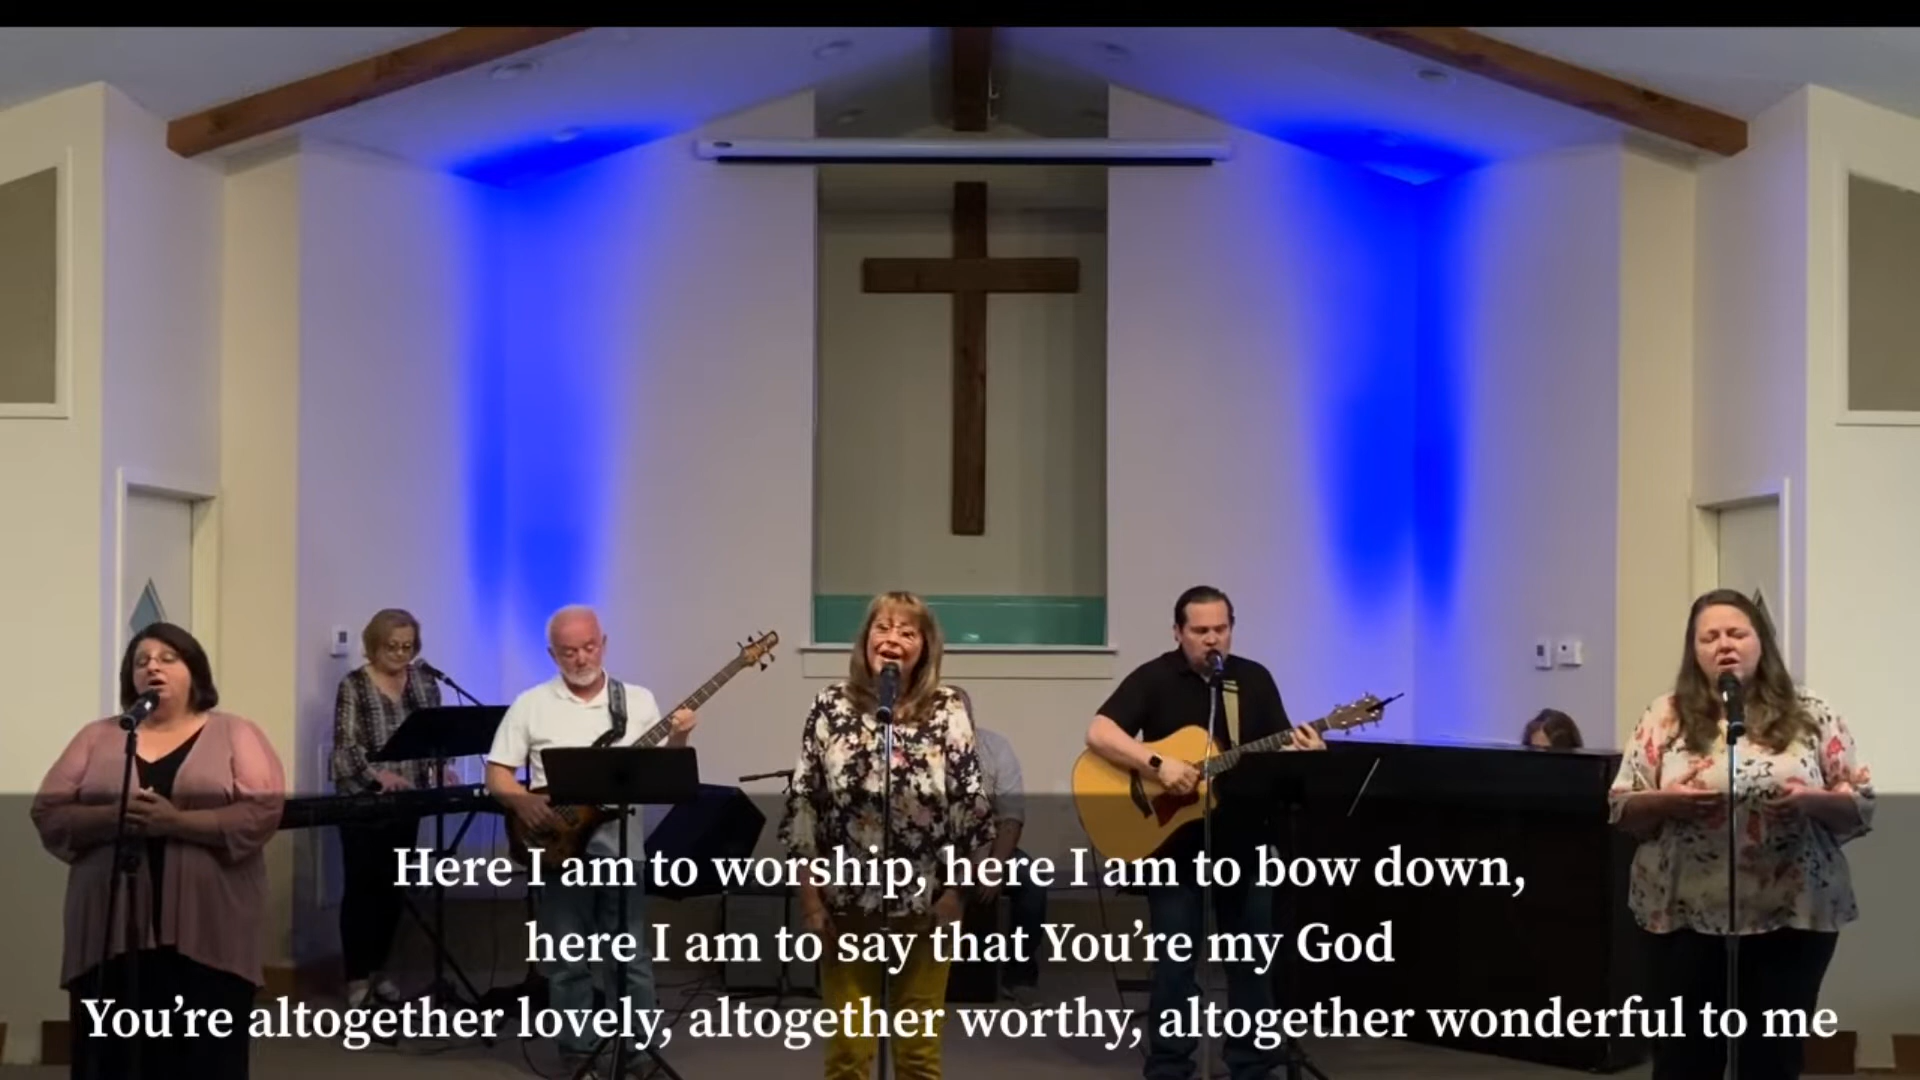 Here I am to worship, here I am to bow down,
here I am to say that You’re my God
You’re altogether lovely, altogether worthy, altogether wonderful to me